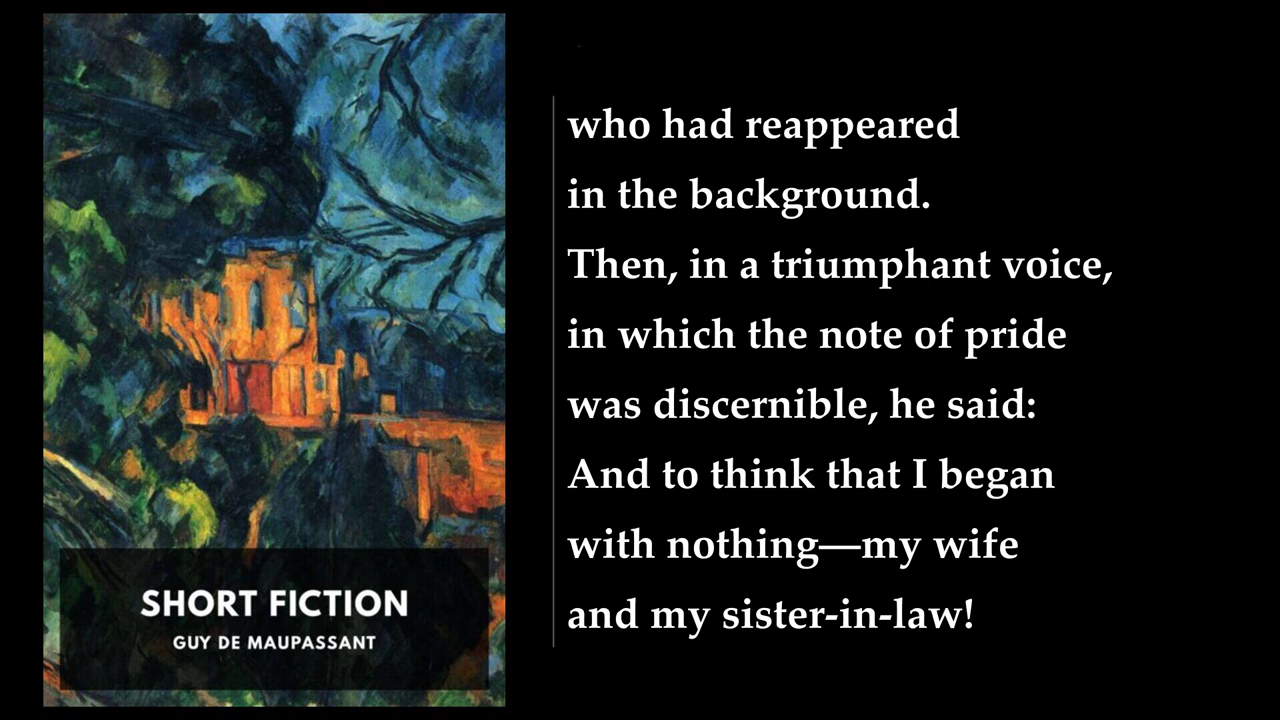 SHORT FICTION
GUY DE MAUPASSANT
who had reappeared
in the background.
Then, in a triumphant voice,
in which the note of pride
was discernible, he said:
And to think that I began
with nothing—my wife
and my sister-in-law!